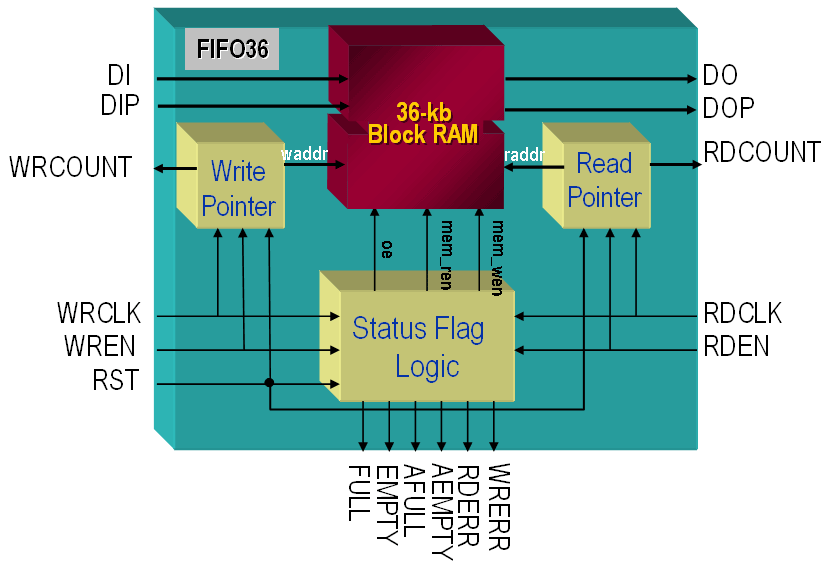 FIFO36
DI
DIP
36-kb
Block RAM
DO
DOP
WRCOUNT
Write
Pointer
waddr
raddr
Read
Pointer
RDCOUNT
oe
mem_ren
mem_wen
WRCLK
WREN
RST
Status Flag
Logic
RDCLK
RDEN
FULL
EMPTY
AFULL
AEMPTY
RDERR
WRERR